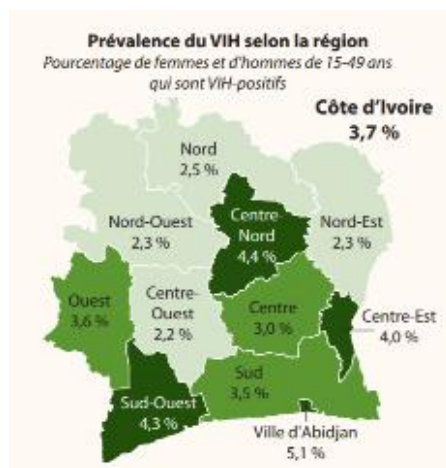 Prévalence du VIH selon la région
Pourcentage de femmes et d'hommes de 15-49 ans
qui sont VIH-positifs
Côte d'Ivoire
3,7 %
Nord
2,5 %
Nord-Ouest
2,3 %
Centre-
Nord
4,4 %
Nord-Est
2,3 %
Ouest
3,6 %
Centre-
Ouest
2,2 %
Centre
3,0 %
Centre-Est
4,0 %
Sud
3,5 %
Sud-Ouest
4,3 %
Ville d'Abidjan
5,1 %